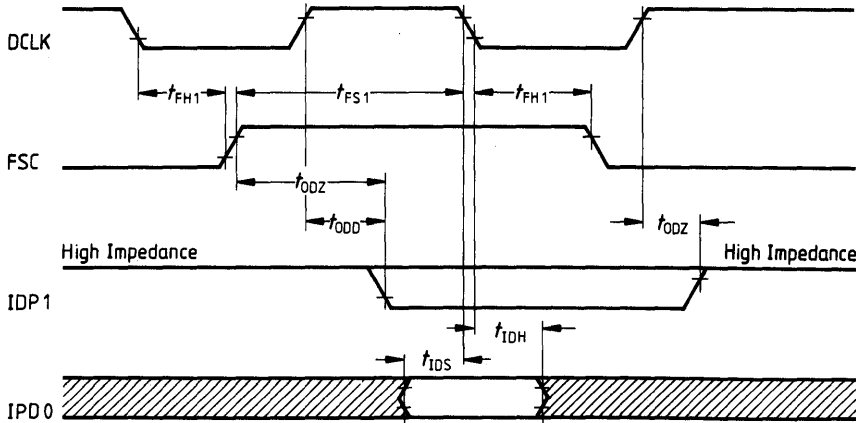 DCLK
tFH1
tFS1
tFH1
FSC
tODZ
tODD
tODZ
High Impedance
High Impedance
IDP1
tIDH
tIDS
IPD0